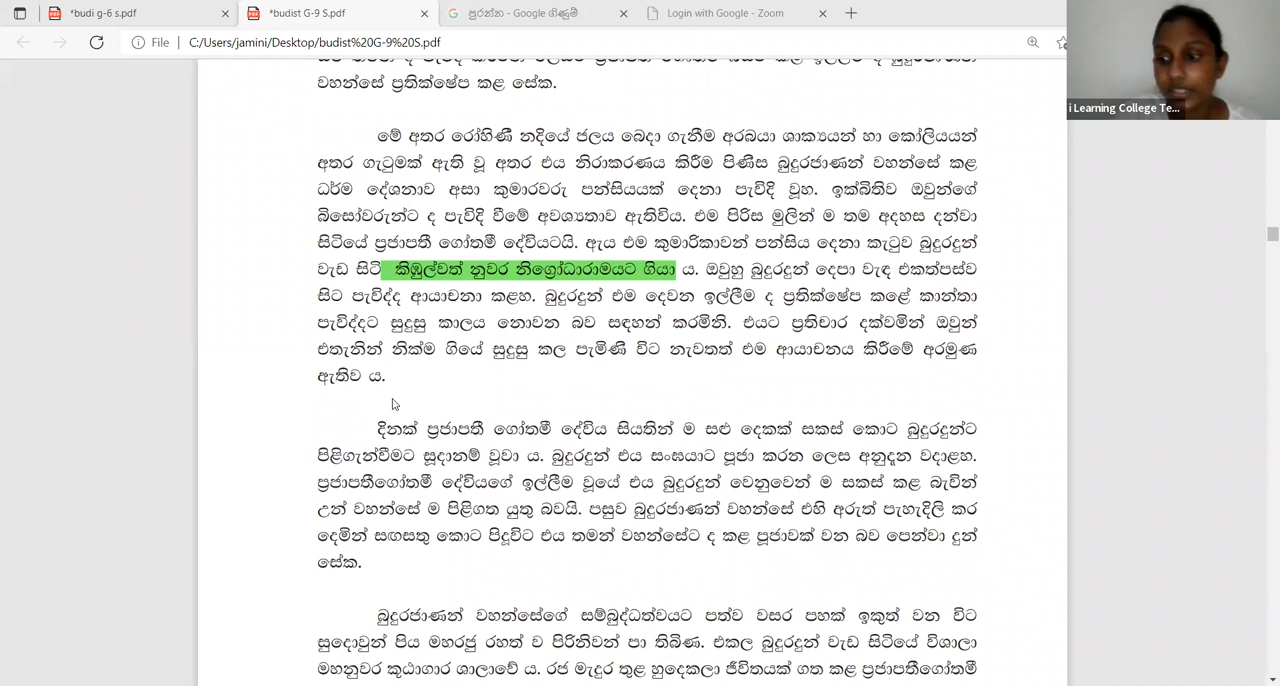 *budi g-6 s.pdf
*budist G-9 S.pdf
පුරන්න - Google ගිණුම්
Login with Google - Zoom
File
C:/Users/jamini/Desktop/budist%20G-9%20S.pdf
i Learning College Te...
වහන්සේ ප්‍රතික්ෂේප කළ සේක.
මේ අතර රෝහිණී නදියේ ජලය බෙදා ගැනීම අරබයා ශාක්‍යයන් හා කෝලියයන්
අතර ගැටුමක් ඇති වූ අතර එය නිරාකරණය කිරීම පිණිස බුදුරජාණන් වහන්සේ කළ
ධර්ම දේශනාව අසා කුමාරවරු පන්සියයක් දෙනා පැවිදි වූහ. ඉක්බිතිව ඔවුන්ගේ
බිසෝවරුන්ට ද පැවිදි වීමේ අවශ්‍යතාව ඇතිවිය. එම පිරිස මුලින් ම තම අදහස දන්වා
සිටියේ ප්‍රජාපතී ගෝතමී දේවියටයි. ඇය එම කුමාරිකාවන් පන්සිය දෙනා කැටුව බුදුරදුන්
වැඩ සිටි කිඹුල්වත් නුවර නිග්‍රෝධාරාමයට ගියා ය. ඔවුහු බුදුරදුන් දෙපා වැඳ එකත්පස්ව
සිට පැවිද්ද ආයාචනා කළහ. බුදුරදුන් එම දෙවන ඉල්ලීම ද ප්‍රතික්ෂේප කළේ කාන්තා
පැවිද්දට සුදුසු කාලය නොවන බව සඳහන් කරමිනි. එයට ප්‍රතිචාර දක්වමින් ඔවුන්
එතැනින් නික්ම ගියේ සුදුසු කල පැමිණි විට නැවතත් එම ආයාචනය කිරීමේ අරමුණ
ඇතිව ය.
දිනක් ප්‍රජාපතී ගෝතමී දේවිය සියතින් ම සළු දෙකක් සකස් කොට බුදුරදුන්ට
පිළිගැන්වීමට සූදානම් වූවා ය. බුදුරදුන් එය සංඝයාට පූජා කරන ලෙස අනුදැන වදාළහ.
ප්‍රජාපතීගෝතමී දේවියගේ ඉල්ලීම වූයේ එය බුදුරදුන් වෙනුවෙන් ම සකස් කළ බැවින්
උන් වහන්සේ ම පිළිගත යුතු බවයි. පසුව බුදුරජාණන් වහන්සේ එහි අරුත් පැහැදිලි කර
දෙමින් සඟසතු කොට පිදූවිට එය තමන් වහන්සේට ද කළ පූජාවක් වන බව පෙන්වා දුන්
සේක.
බුදුරජාණන් වහන්සේගේ සම්බුද්ධත්වයට පත්ව වසර පහක් ඉකුත් වන විට
සුදොවුන් පිය මහරජු රහත් ව පිරිනිවන් පා තිබිණ. එකල බුදුරදුන් වැඩ සිටියේ විශාලා
මහනුවර කූඨාගාර ශාලාවේ ය. රජ මැදුර තුළ හුදෙකලා ජීවිතයක් ගත කළ ප්‍රජාපතීගෝතමී